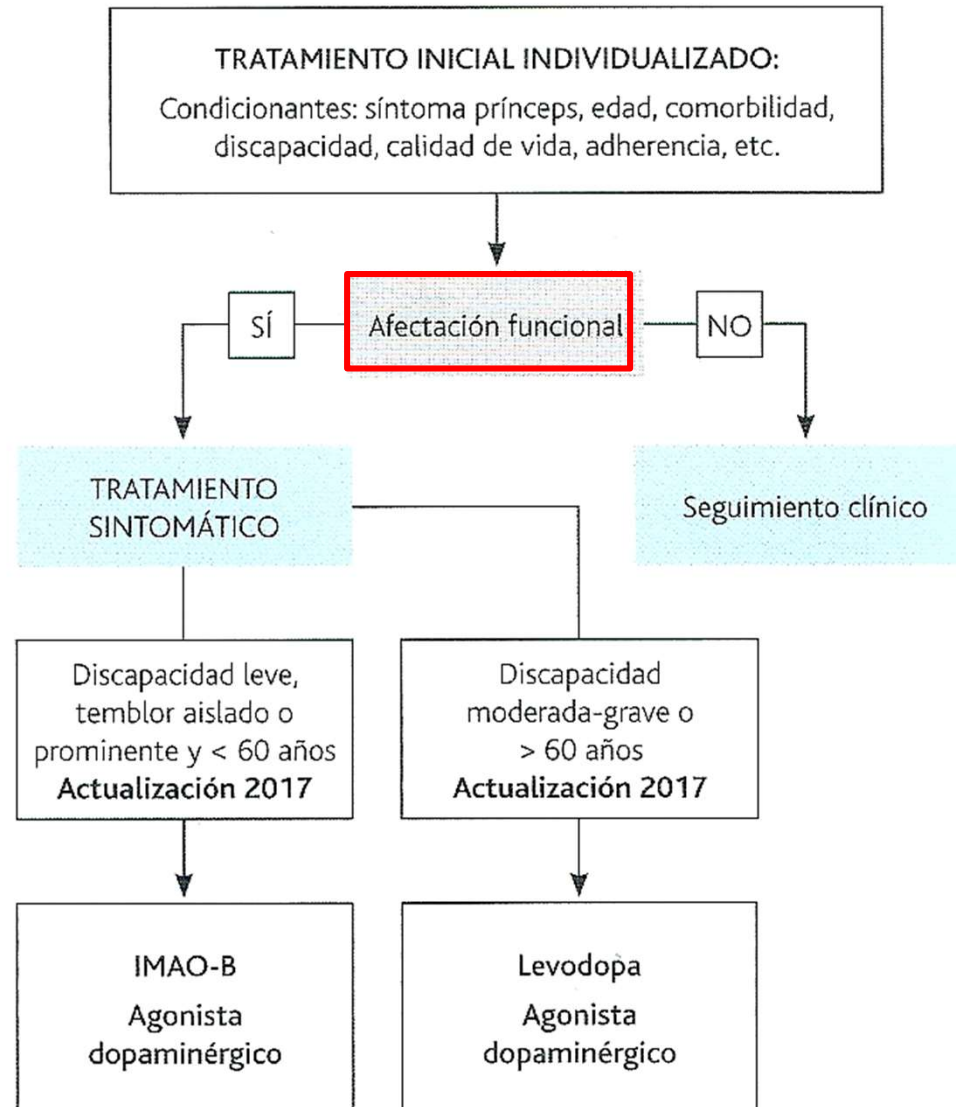 TRATAMIENTO INICIAL INDIVIDUALIZADO:
Condicionantes: síntoma prínceps, edad, comorbilidad,
discapacidad, calidad de vida, adherencia, etc.
SÍ
Afectación funcional
NO
TRATAMIENTO
SINTOMÁTICO
Seguimiento clínico
Discapacidad leve,
temblor aislado o
prominente y < 60 años
Actualización 2017
Discapacidad
moderada-grave o
> 60 años
Actualización 2017
IMAO-B
Agonista
dopaminérgico
Levodopa
Agonista
dopaminérgico